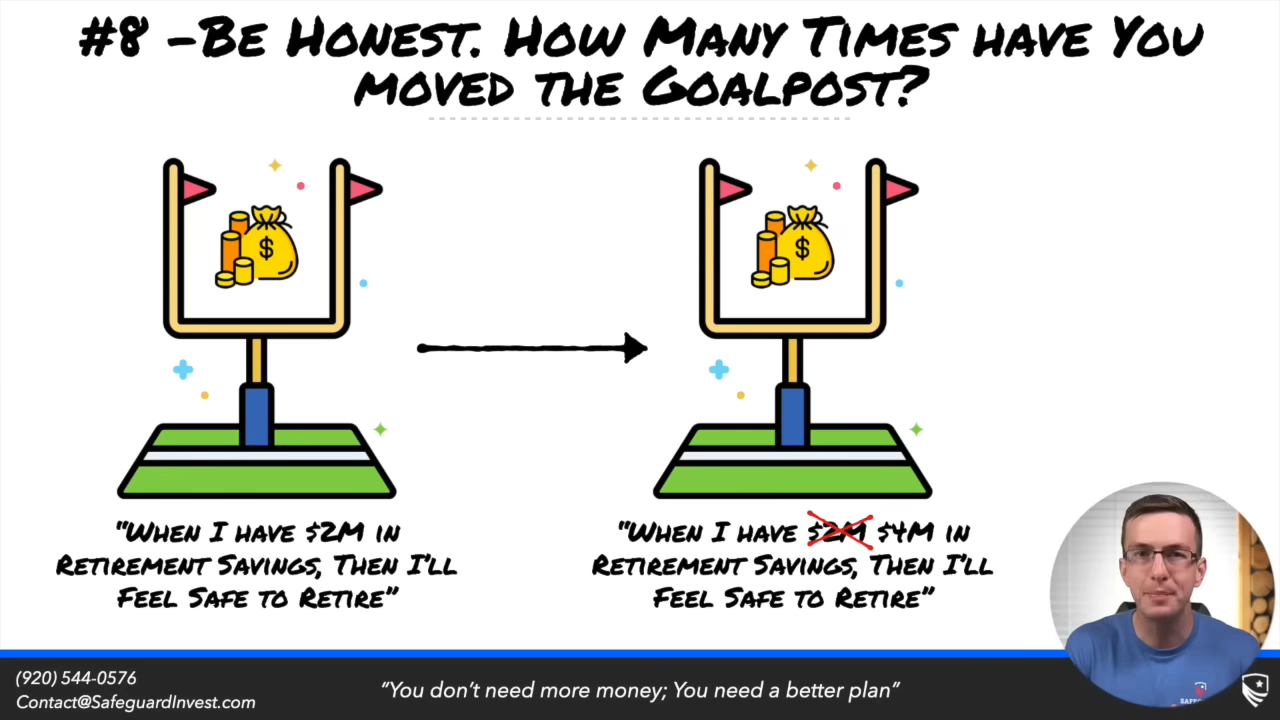 #8 -Be Honest. How Many Times have You
moved the Goalpost?
$
$
"When I have $2M in
Retirement Savings, Then I'll
Feel Safe to Retire"
"When I have $2M $4M in
Retirement Savings, Then I'll
Feel Safe to Retire"
(920) 544-0576
Contact@SafeguardInvest.com
"You don't need more money; You need a better plan"